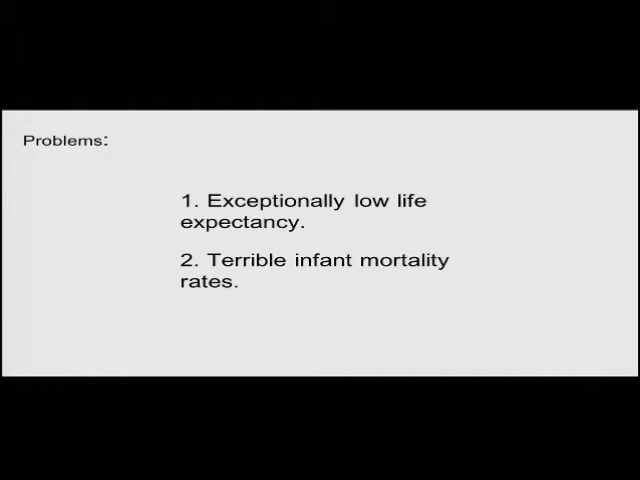 Problems:
1. Exceptionally low life
expectancy.
2. Terrible infant mortality
rates.